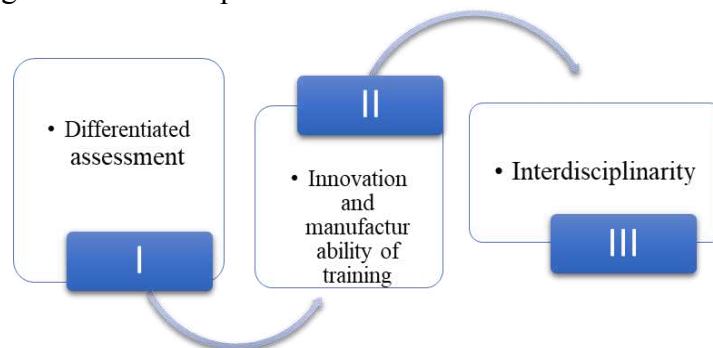 • Differentiated
assessment
I
II
• Innovation
and
manufactur
ability of
training
• Interdisciplinarity
III